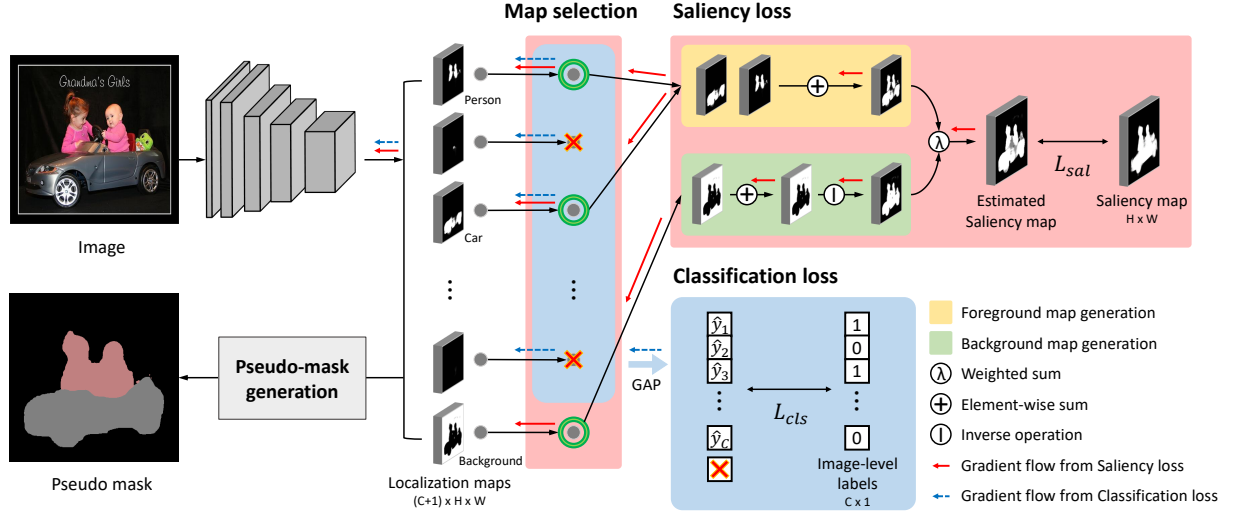 Map selection
Saliency loss
Grandma's Girls
Person
Car
Background
Image
Pseudo-mask
generation
Pseudo mask
Localization maps
(C+1) x H x W
λ
Estimated
Saliency map
L_sal
Saliency map
H x W
Classification loss
GAP
ŷ_1
ŷ_2
ŷ_3
ŷ_C
L_cls
1
0
1
0
Image-level
labels
C x 1
Foreground map generation
Background map generation
λ Weighted sum
Element-wise sum
Inverse operation
Gradient flow from Saliency loss
Gradient flow from Classification loss